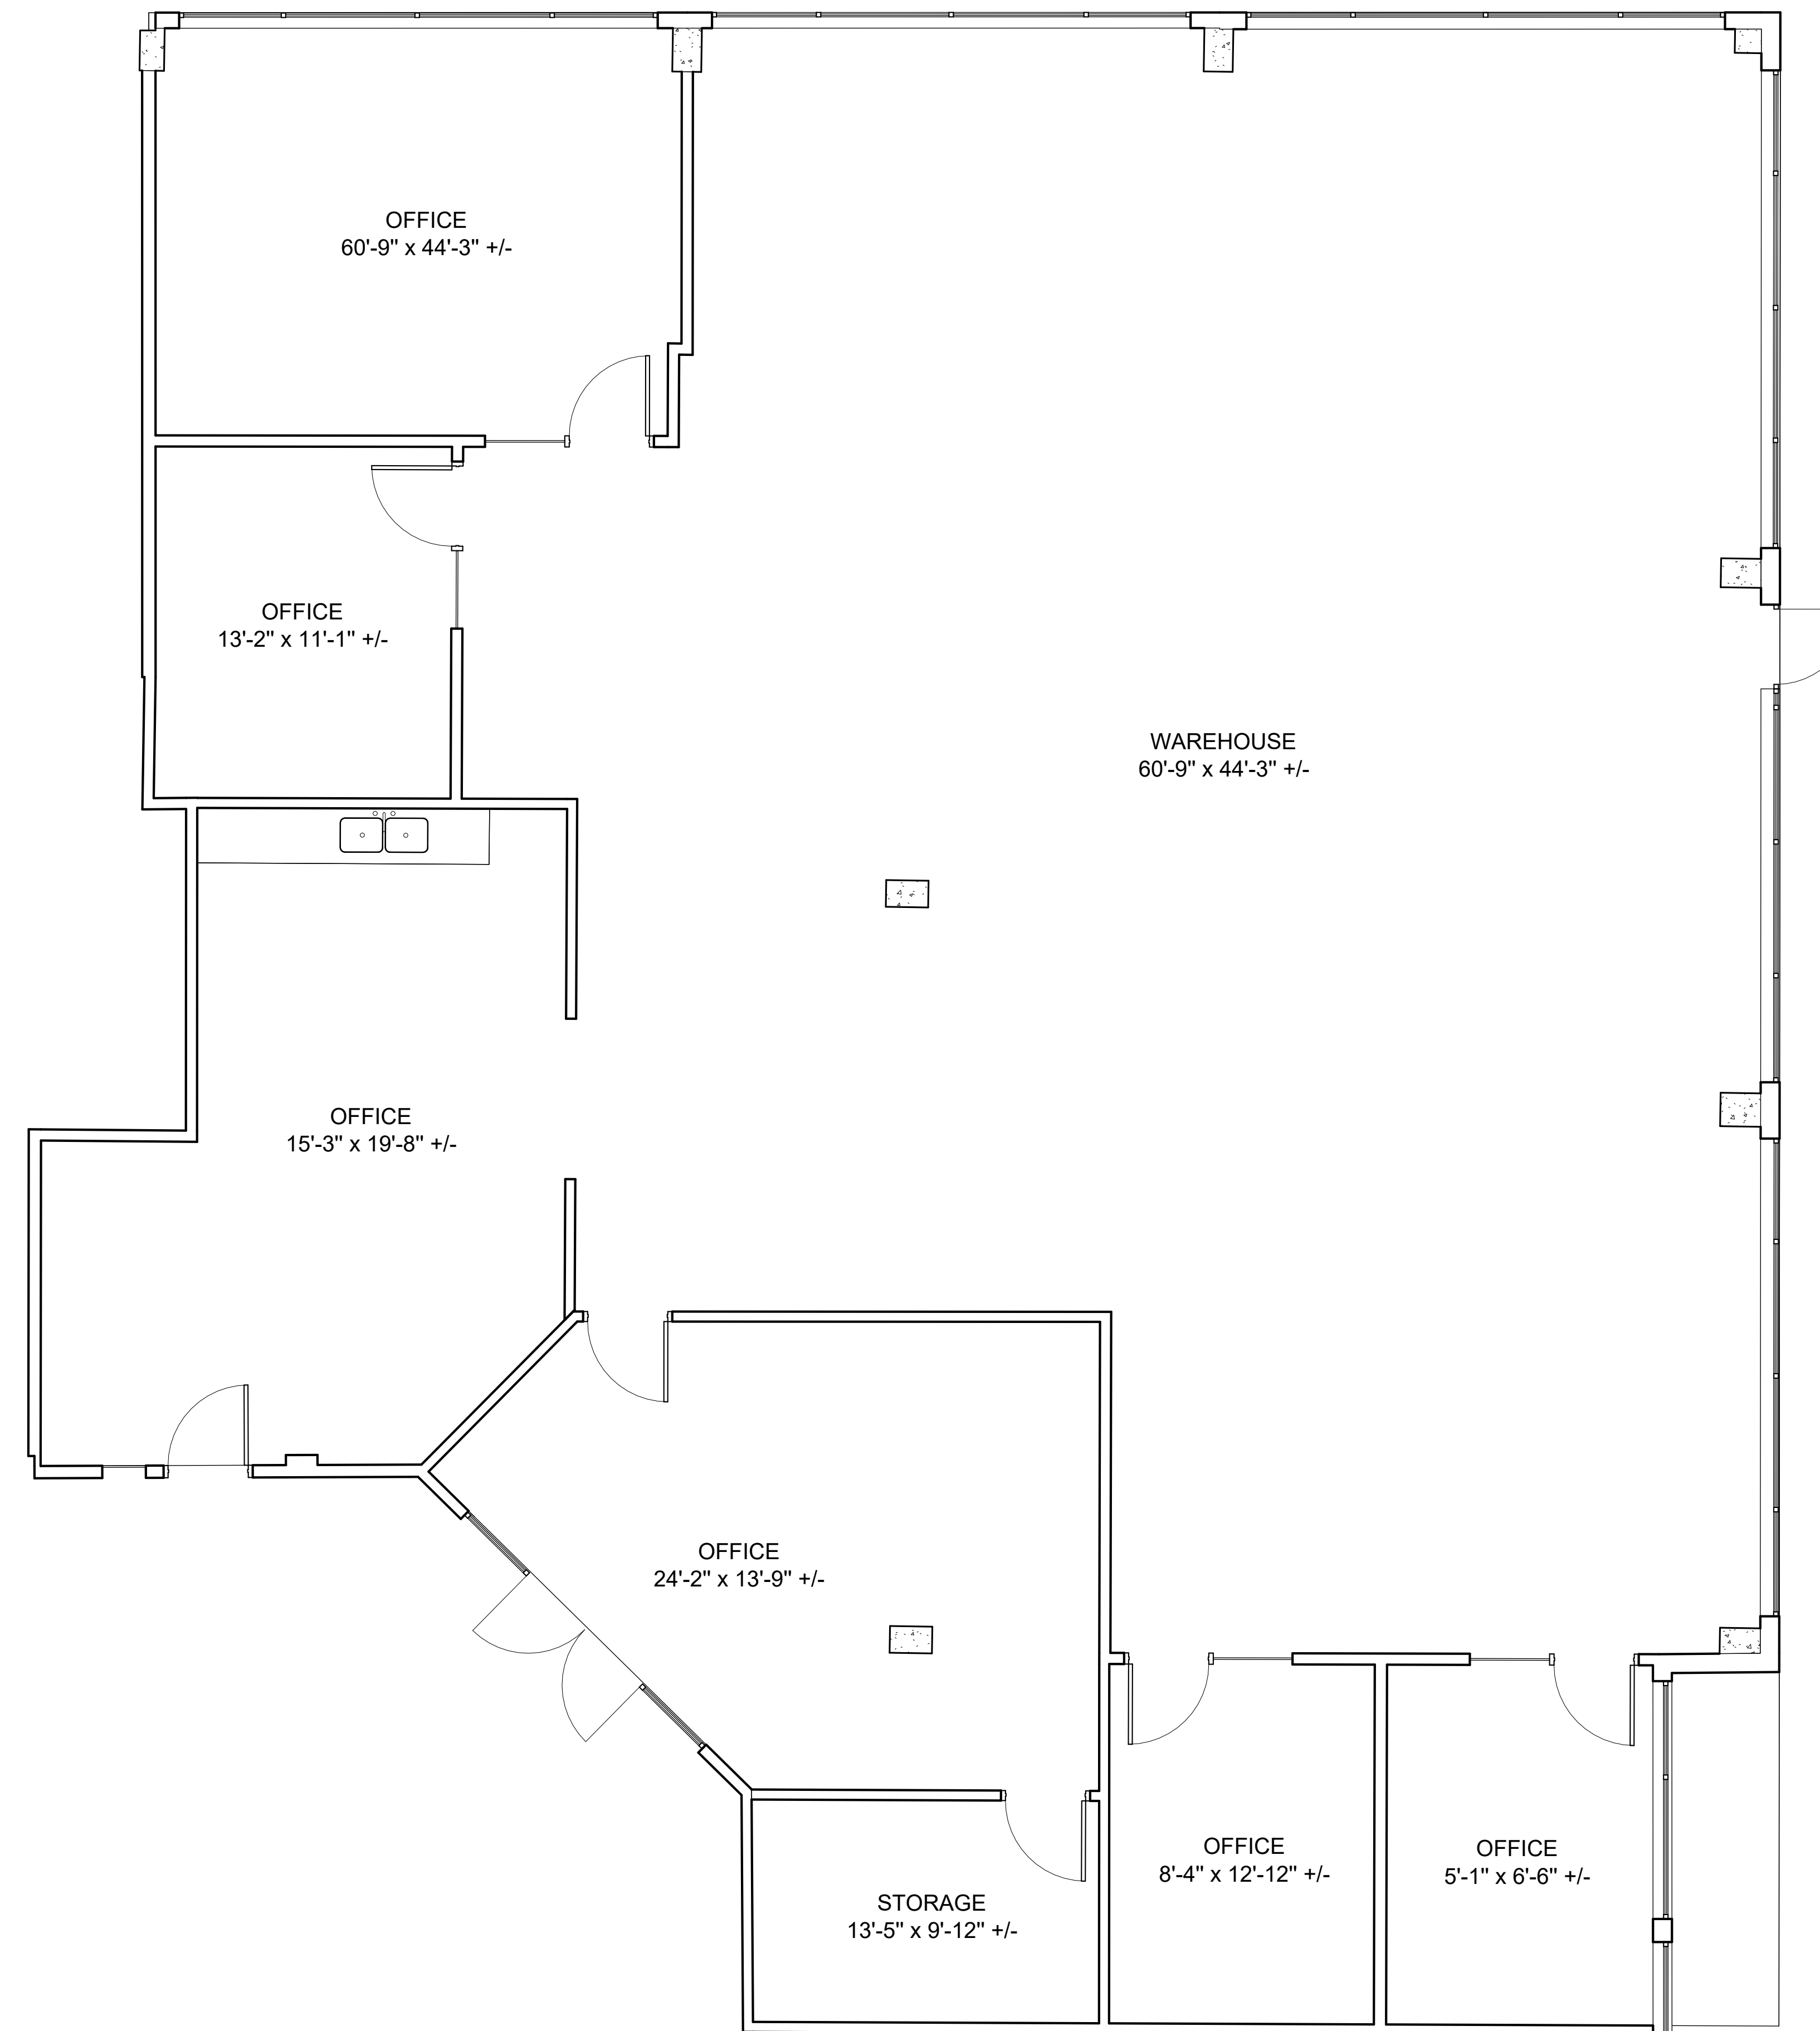 OFFICE
60'-9" x 44'-3" +/-
OFFICE
13'-2" x 11'-1" +/-
WAREHOUSE
60'-9" x 44'-3" +/-
OFFICE
15'-3" x 19'-8" +/-
OFFICE
24'-2" x 13'-9" +/-
OFFICE
8'-4" x 12'-12" +/-
OFFICE
5'-1" x 6'-6" +/-
STORAGE
13'-5" x 9'-12" +/-